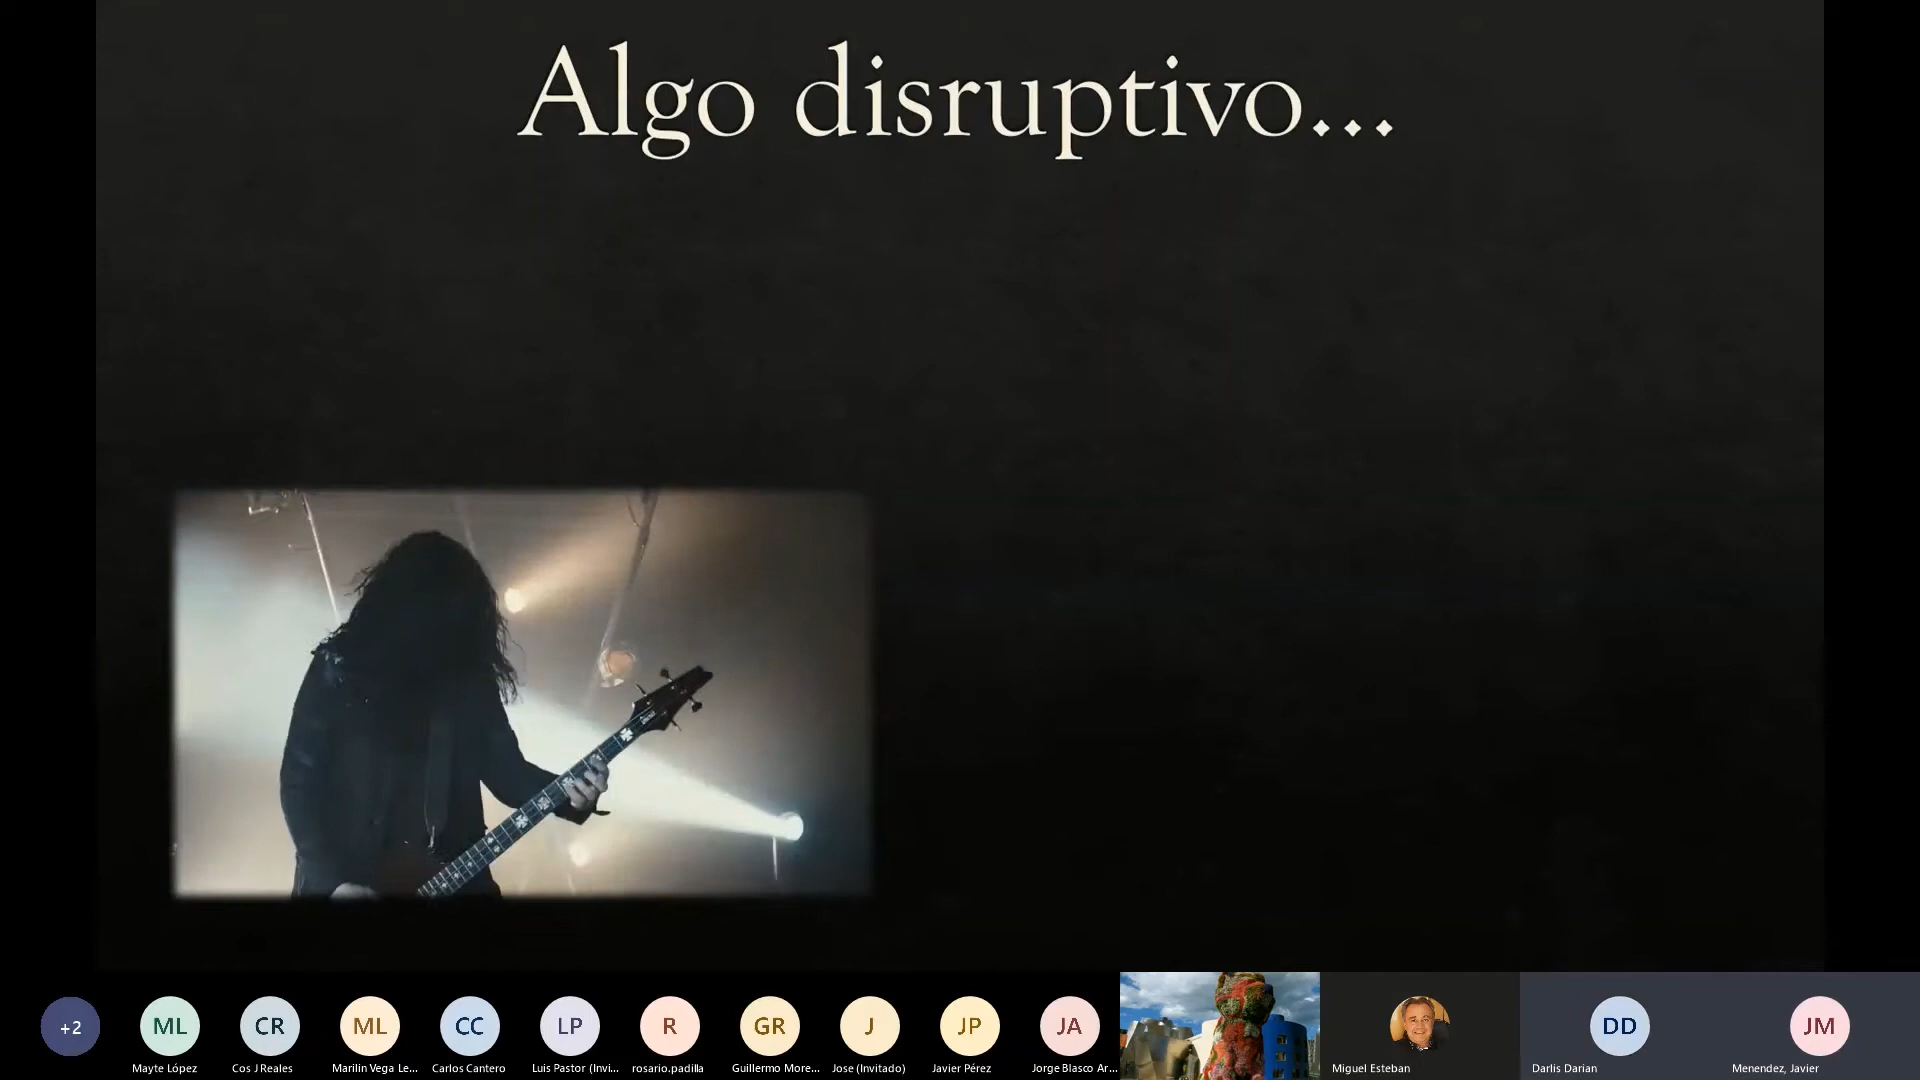 Algo disruptivo...
+2
ML
CR
ML
CC
LP
R
GR
J
JP
JA
DD
JM
Mayte López
Cos J Reales
Marilin Vega Le...
Carlos Cantero
Luis Pastor (Invi...
rosario.padilla
Guillermo More...
Jose (Invitado)
Javier Pérez
Jorge Blasco Ar...
Miguel Esteban
Darlis Darian
Menendez, Javier